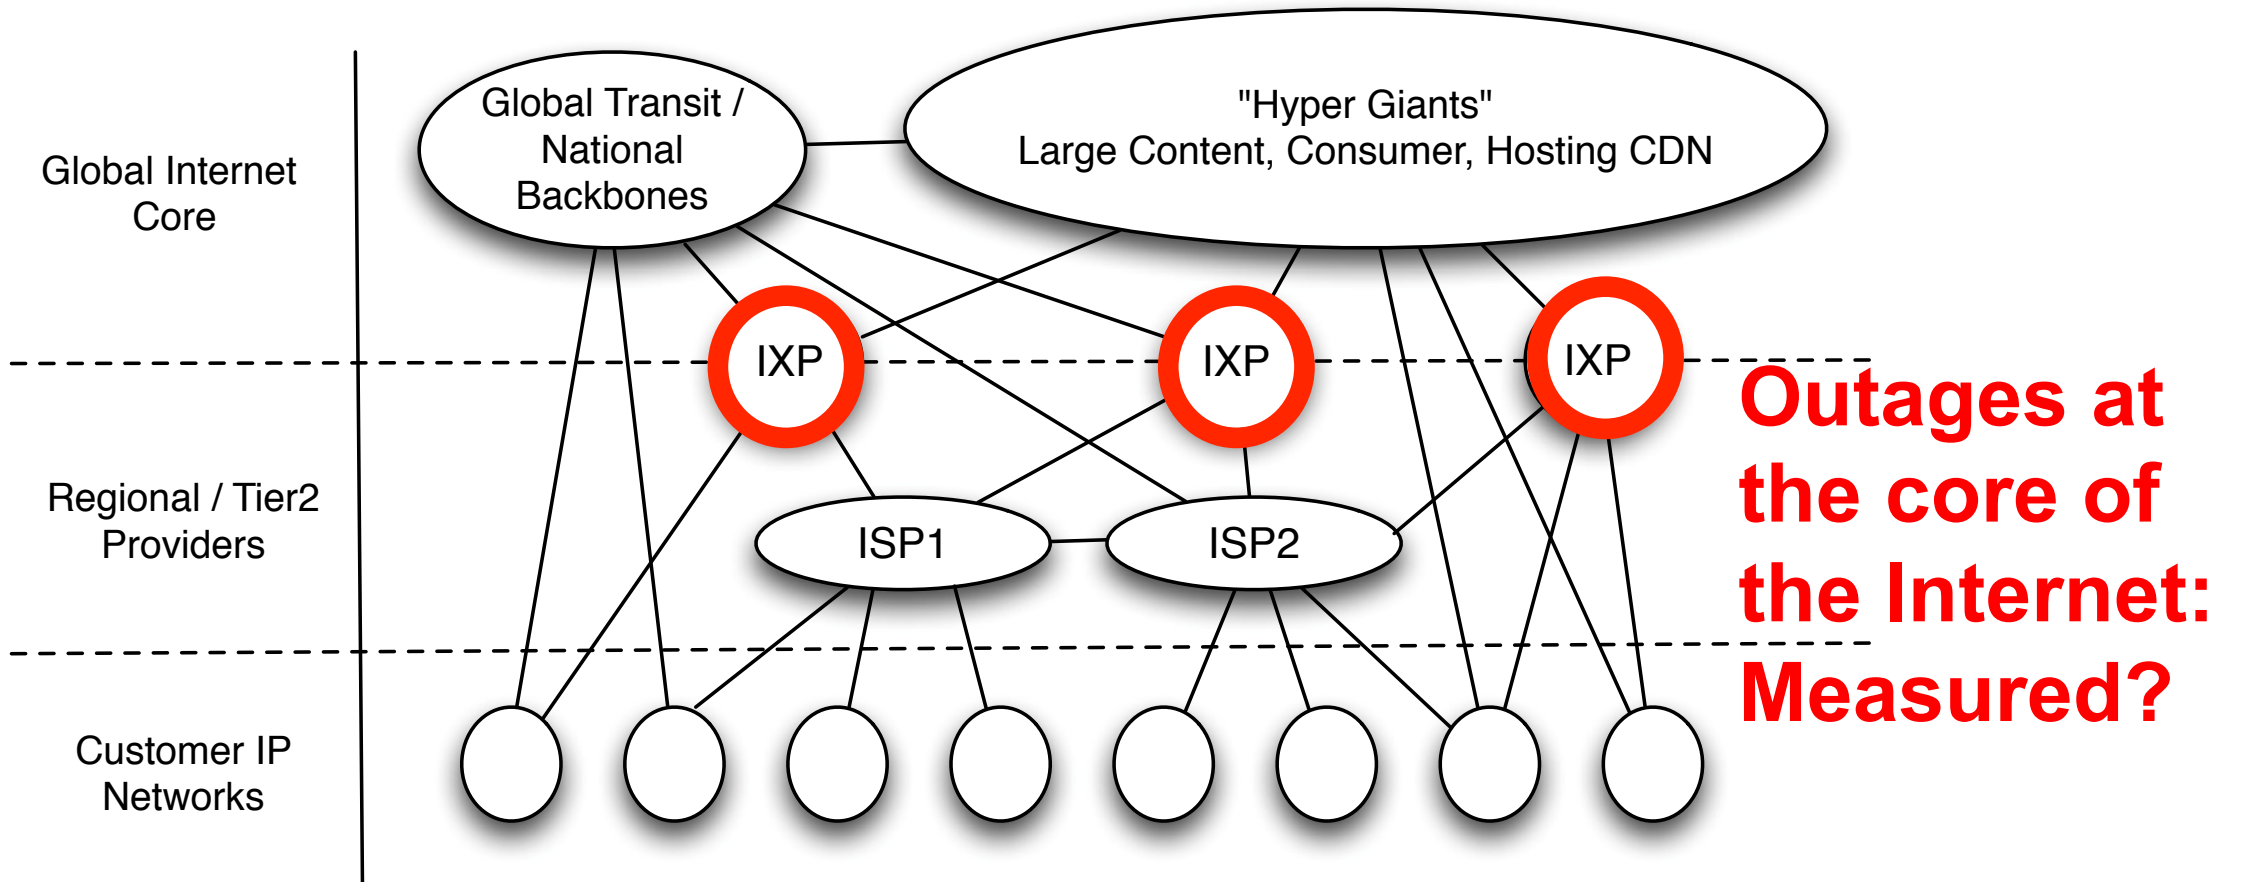 Global Transit /
National
Backbones
"Hyper Giants"
Large Content, Consumer, Hosting CDN
Global Internet
Core
IXP
IXP
IXP
Outages at
the core of
the Internet:
Measured?
Regional / Tier2
Providers
ISP1
ISP2
Customer IP
Networks